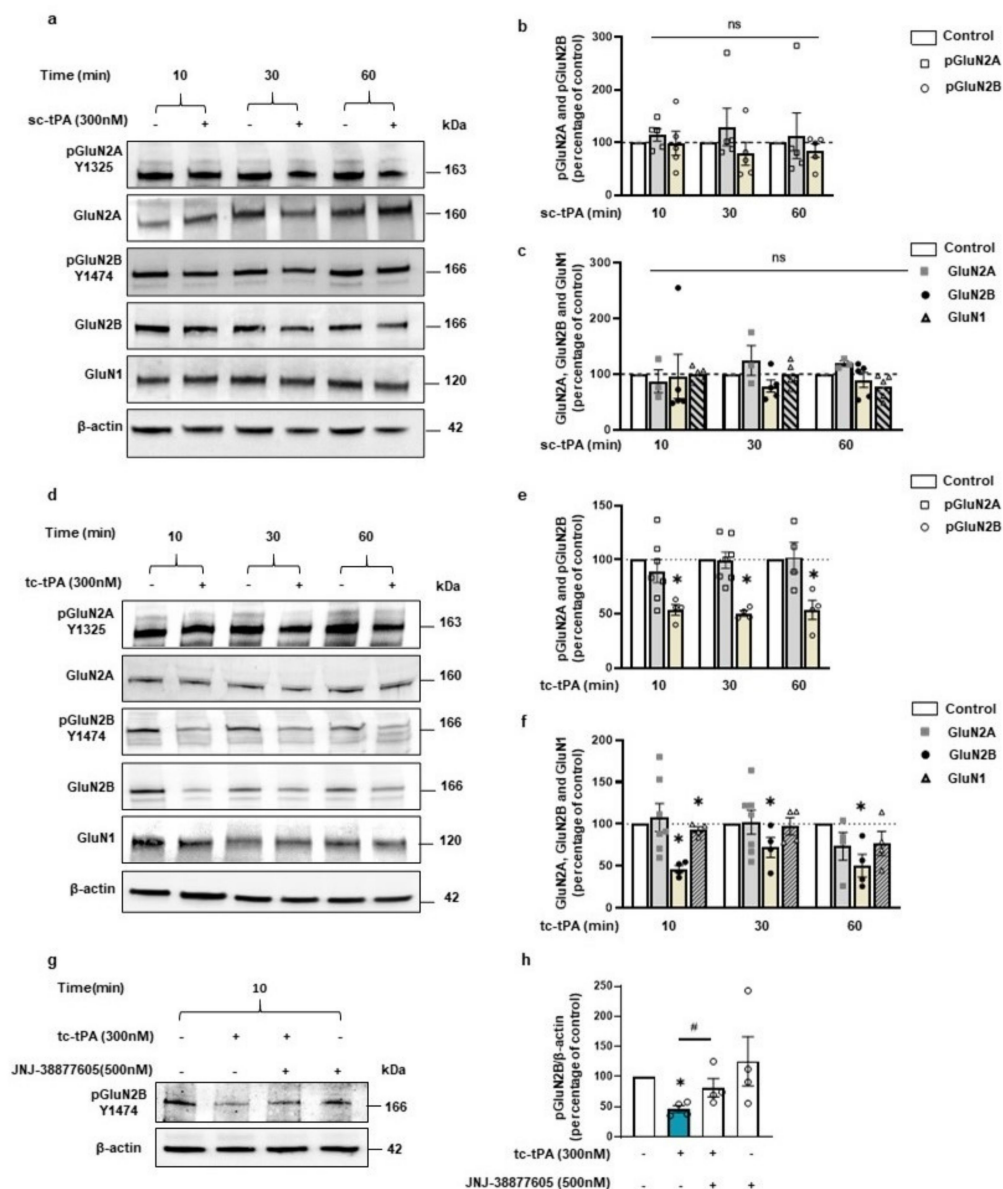 a
Time (min)
10 30 60
sc-tPA (300nM) - + - + - + kDa
pGluN2A
Y1325 163
GluN2A 160
pGluN2B
Y1474 166
GluN2B 166
GluN1 120
β-actin 42
b
ns
300
200
100
0
pGluN2A and pGluN2B
(percentage of control)
sc-tPA (min) 10 30 60
Control
pGluN2A
pGluN2B
c
ns
300
200
100
0
GluN2A, GluN2B and GluN1
(percentage of control)
sc-tPA (min) 10 30 60
Control
GluN2A
GluN2B
GluN1
d
Time (min)
10 30 60
tc-tPA (300nM) - + - + - + kDa
pGluN2A
Y1325 163
GluN2A 160
pGluN2B
Y1474 166
GluN2B 166
GluN1 120
β-actin 42
e
150
100
50
0
pGluN2A and pGluN2B
(percentage of control)
* * *
tc-tPA (min) 10 30 60
Control
pGluN2A
pGluN2B
f
200
150
100
50
0
GluN2A, GluN2B and GluN1
(percentage of control)
* * * *
tc-tPA (min) 10 30 60
Control
GluN2A
GluN2B
GluN1
g
Time(min) 10
tc-tPA (300nM) - + + -
JNJ-38877605(500nM) - - + + kDa
pGluN2B
Y1474 166
β-actin 42
h
250
200
150
100
50
0
pGluN2B/β-actin
(percentage of control)
#
*
tc-tPA (300nM) - + + -
JNJ-38877605 (500nM) - - + +